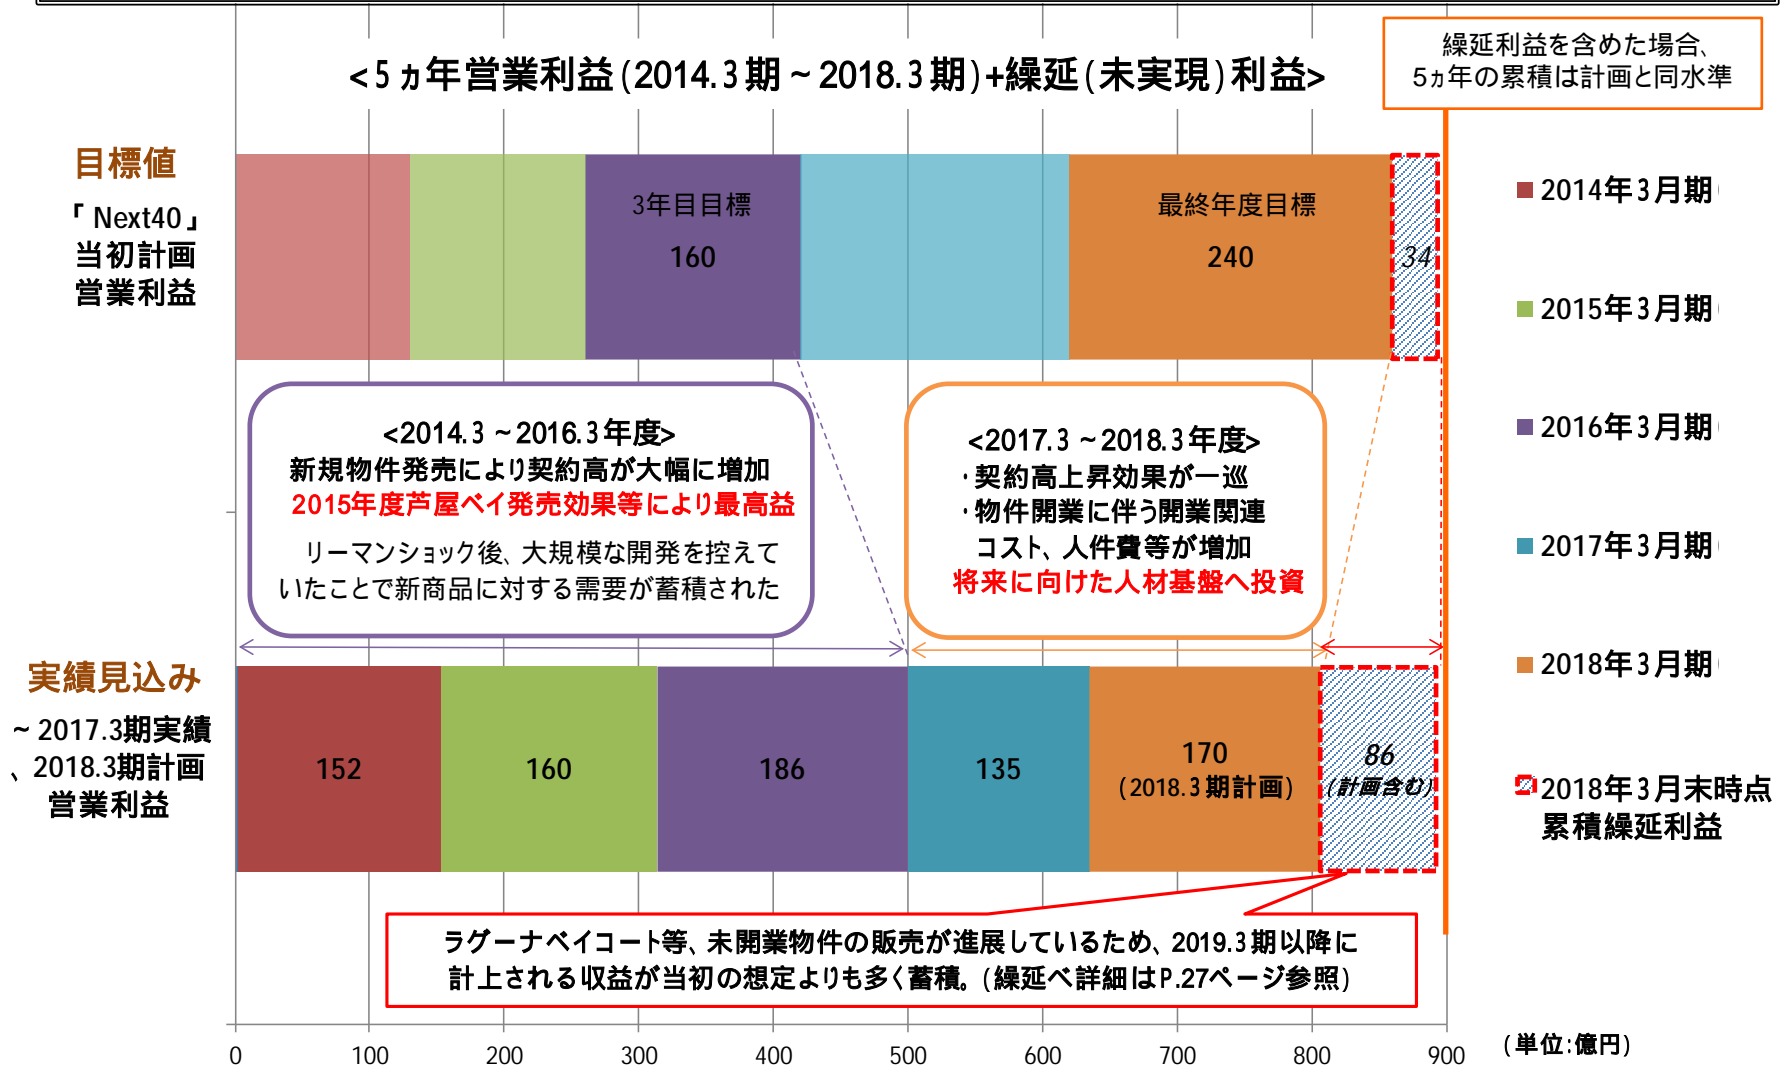 <5ヵ年営業利益(2014.3期～2018.3期)+繰延(未実現)利益>
繰延利益を含めた場合、
5ヵ年の累積は計画と同水準
目標値
「Next40」
当初計画
営業利益
3年目目標
160
最終年度目標
240
34
2014年3月期
2015年3月期
2016年3月期
2017年3月期
2018年3月期
2018年3月末時点
累積繰延利益
<2014.3～2016.3年度>
新規物件発売により契約高が大幅に増加
2015年度芦屋ベイ発売効果等により最高益
リーマンショック後、大規模な開発を控えて
いたことで新商品に対する需要が蓄積された
<2017.3～2018.3年度>
・契約高上昇効果が一巡
・物件開業に伴う開業関連
コスト、人件費等が増加
将来に向けた人材基盤へ投資
実績見込み
～2017.3期実績
、2018.3期計画
営業利益
152
160
186
135
170
(2018.3期計画)
86
(計画含む)
ラグーナベイコート等、未開業物件の販売が進展しているため、2019.3期以降に
計上される収益が当初の想定よりも多く蓄積。(繰延べ詳細はP.27ページ参照)
0 100 200 300 400 500 600 700 800 900
(単位:億円)